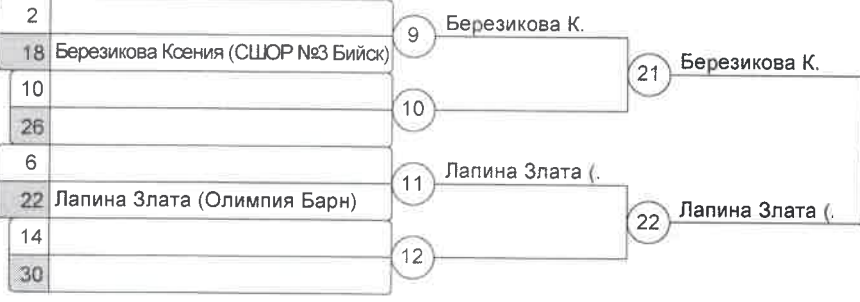 2
18 Березикова Ксения (СШОР №3 Бийск)
9 Березикова К.
10
26
10
21 Березикова К.
6
22 Лапина Злата (Олимпия Барн)
11 Лапина Злата (.
14
30
12
22 Лапина Злата (.